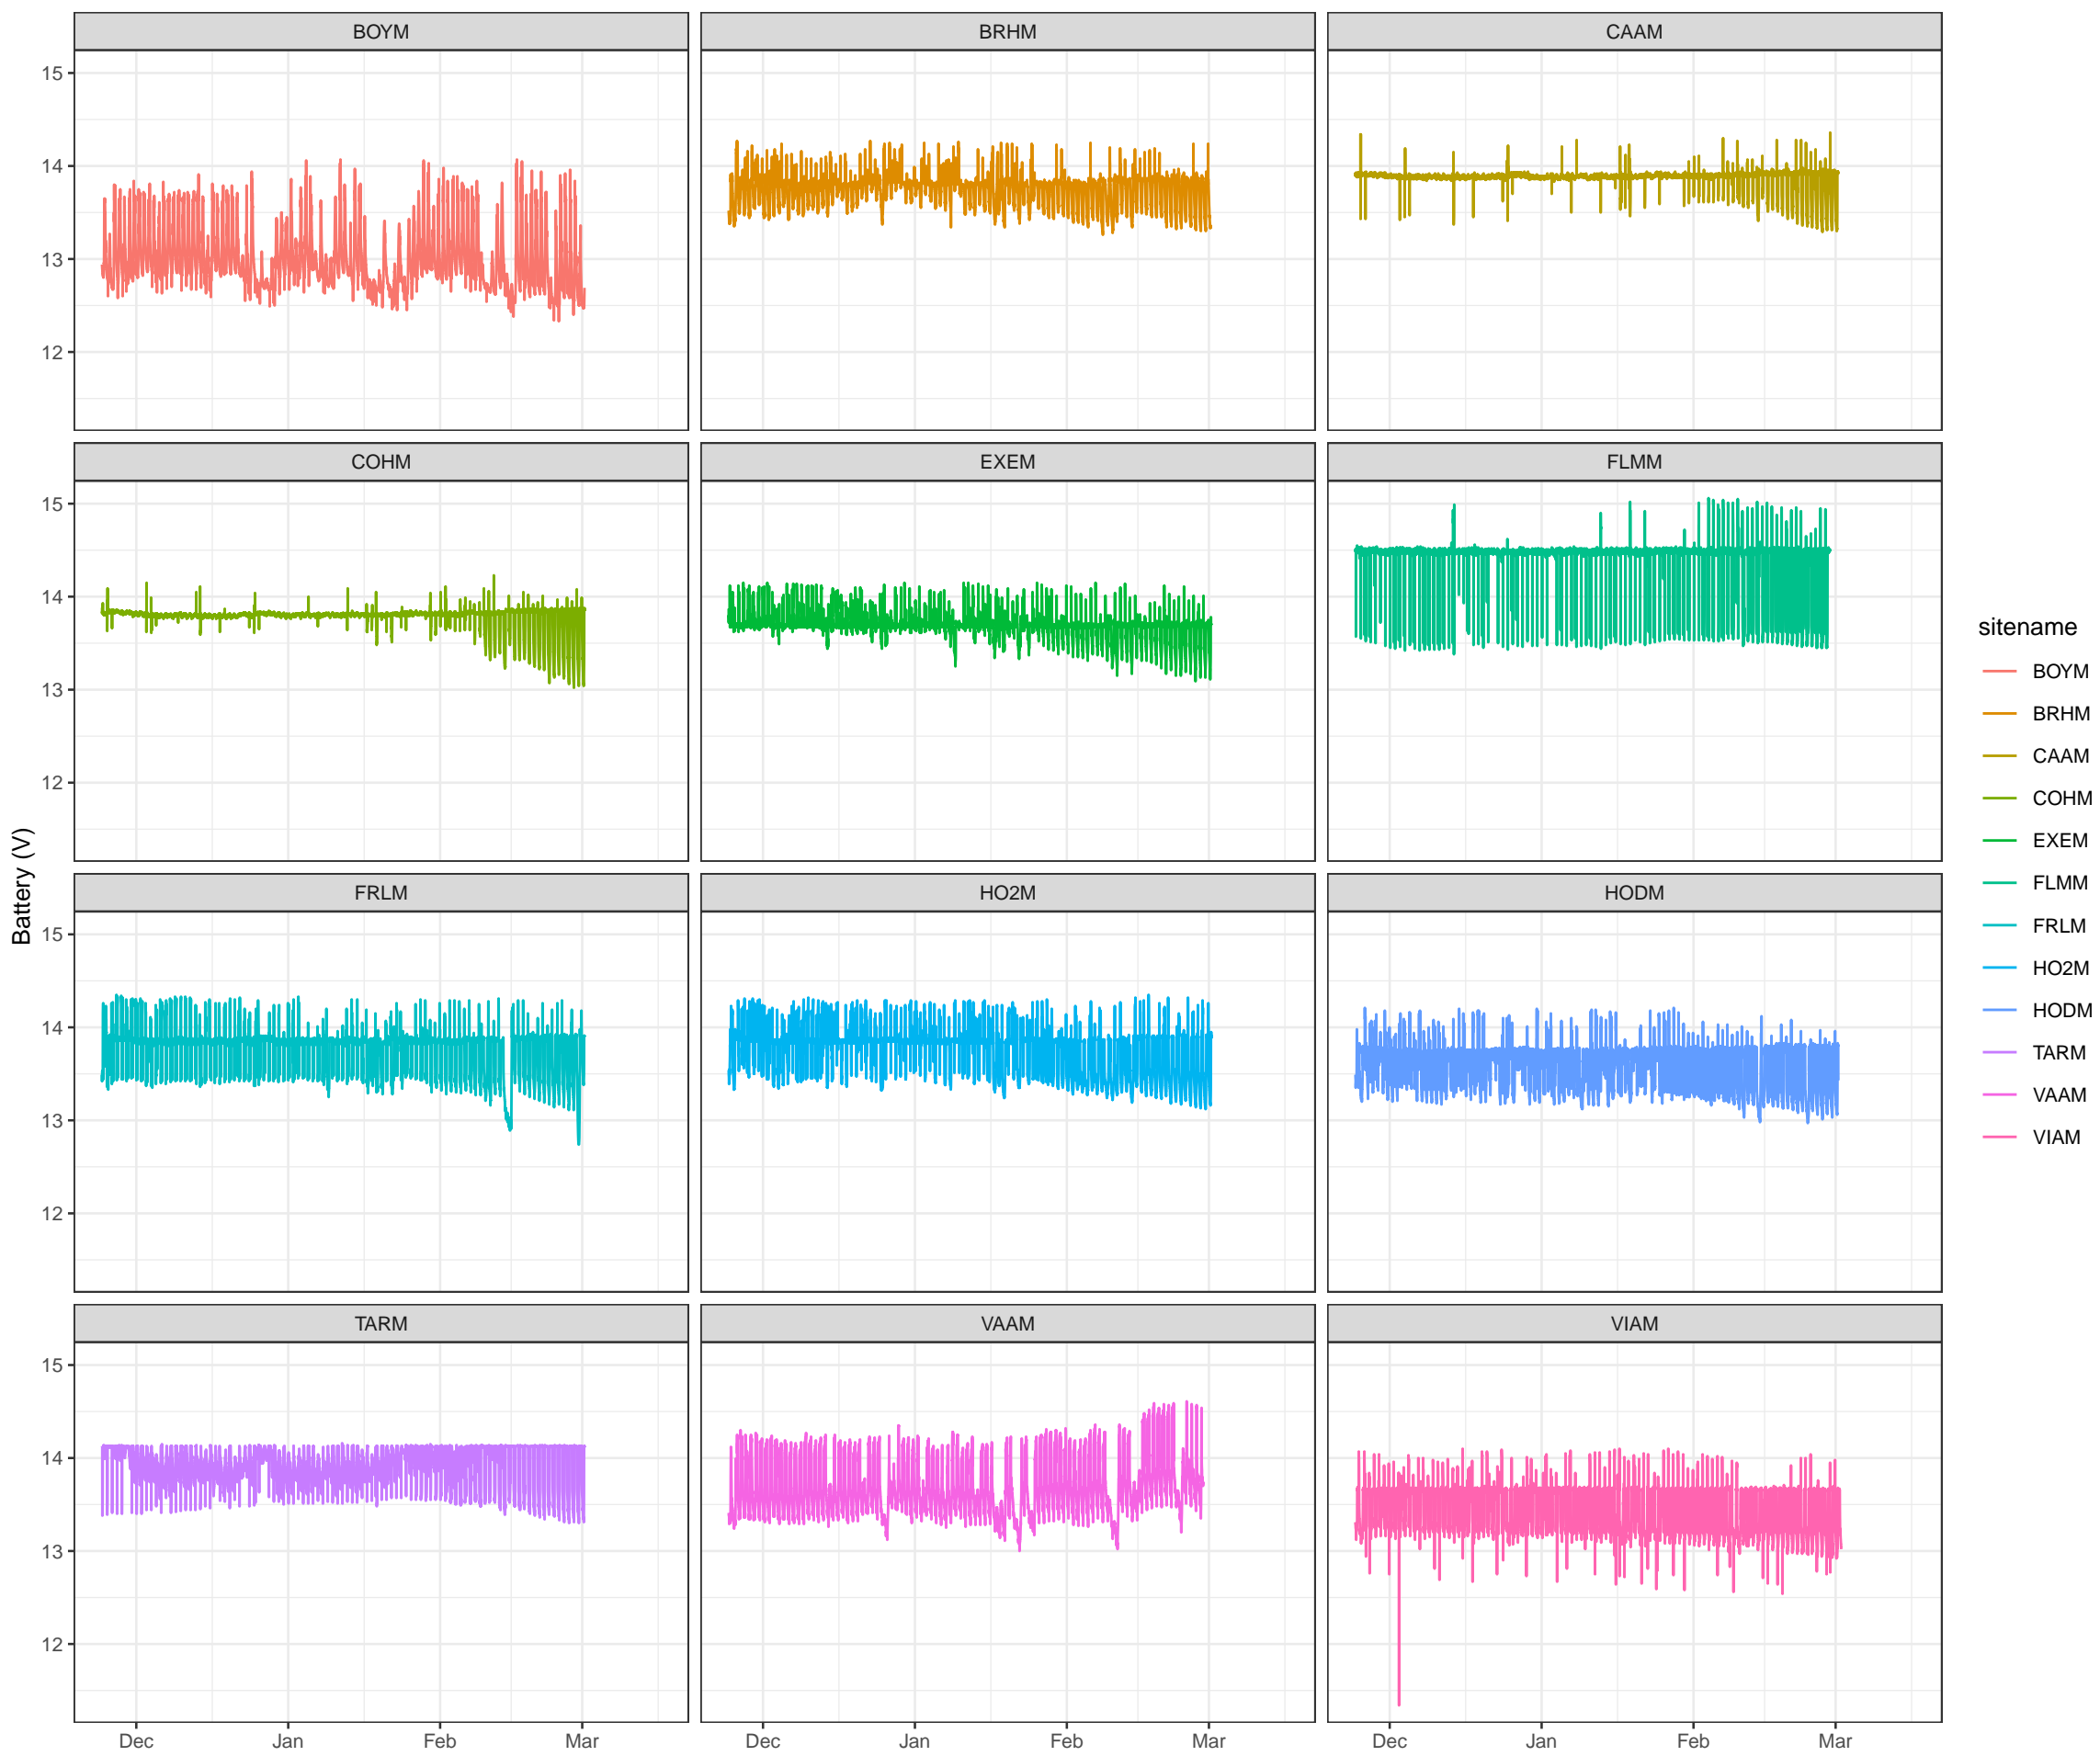 BOYM
BRHM
CAAM
15
14
13
12
COHM
EXEM
FLMM
15
14
13
12
FRLM
HO2M
HODM
15
14
13
12
TARM
VAAM
VIAM
15
14
13
12
Dec Jan Feb Mar
Dec Jan Feb Mar
Dec Jan Feb Mar
Battery (V)
sitename
BOYM
BRHM
CAAM
COHM
EXEM
FLMM
FRLM
HO2M
HODM
TARM
VAAM
VIAM